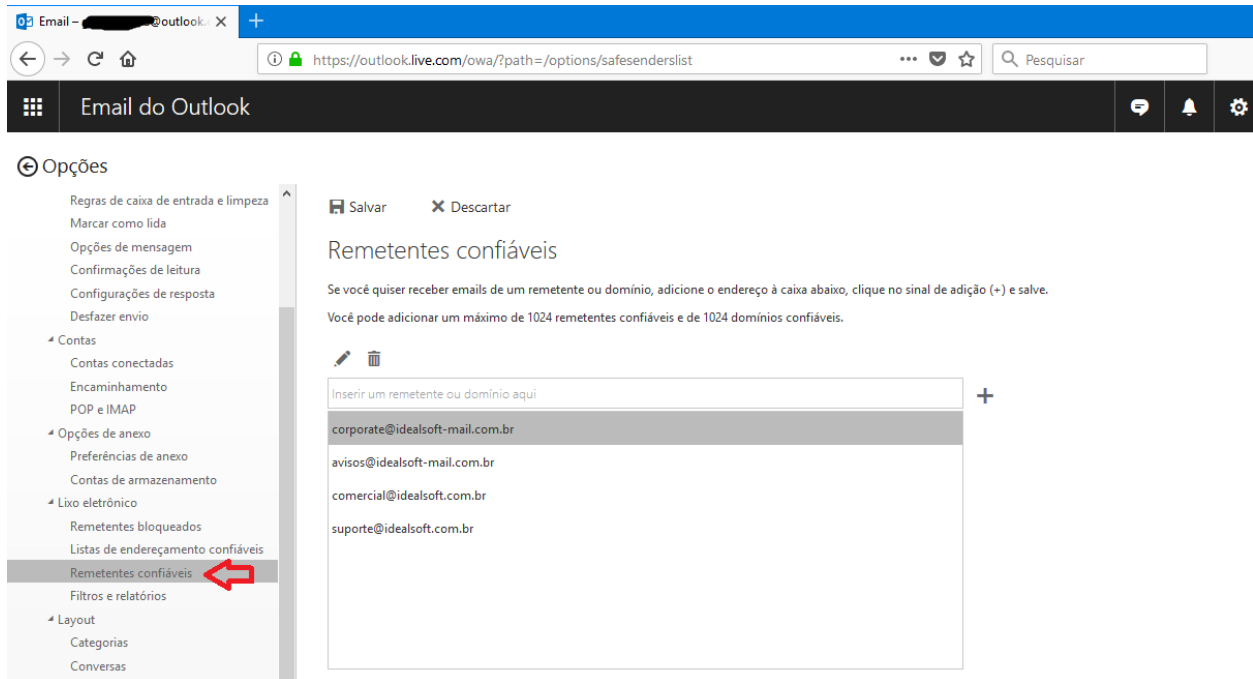 Email – @outlook.
https://outlook.live.com/owa/?path=/options/safesenderslist
Pesquisar
Email do Outlook
Opções
Regras de caixa de entrada e limpeza
Marcar como lida
Opções de mensagem
Confirmações de leitura
Configurações de resposta
Desfazer envio
Contas
Contas conectadas
Encaminhamento
POP e IMAP
Opções de anexo
Preferências de anexo
Contas de armazenamento
Lixo eletrônico
Remetentes bloqueados
Listas de endereçamento confiáveis
Remetentes confiáveis
Filtros e relatórios
Layout
Categorias
Conversas
Salvar Descartar
Remetentes confiáveis
Se você quiser receber emails de um remetente ou domínio, adicione o endereço à caixa abaixo, clique no sinal de adição (+) e salve.
Você pode adicionar um máximo de 1024 remetentes confiáveis e de 1024 domínios confiáveis.
Inserir um remetente ou domínio aqui
corporate@idealsoft-mail.com.br
avisos@idealsoft-mail.com.br
comercial@idealsoft.com.br
suporte@idealsoft.com.br